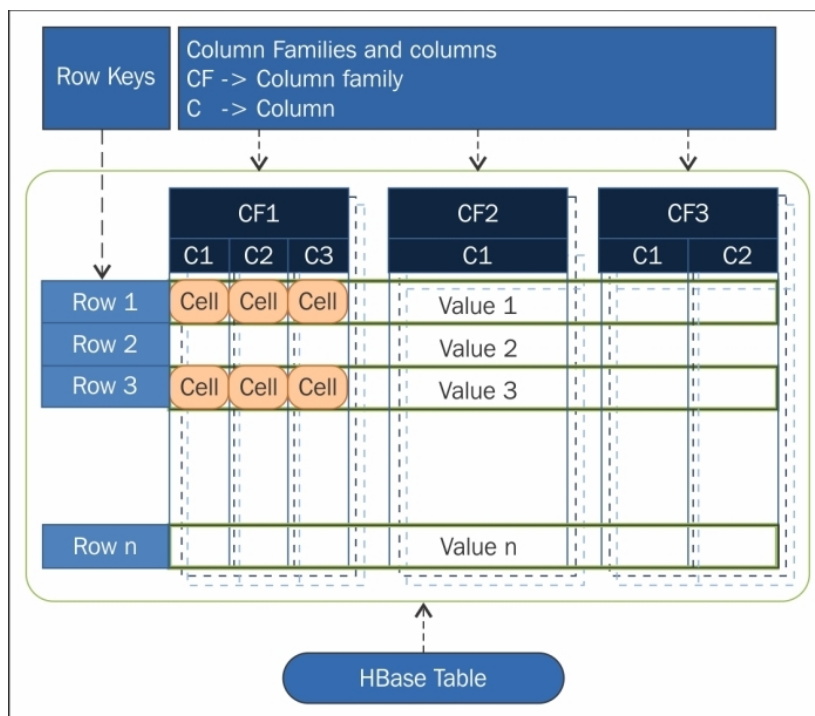 Row Keys
Column Families and columns
CF -> Column family
C -> Column
CF1
CF2
CF3
C1 C2 C3
C1
C1 C2
Row 1 Cell Cell Cell Value 1
Row 2 Value 2
Row 3 Cell Cell Cell Value 3
Row n Value n
HBase Table